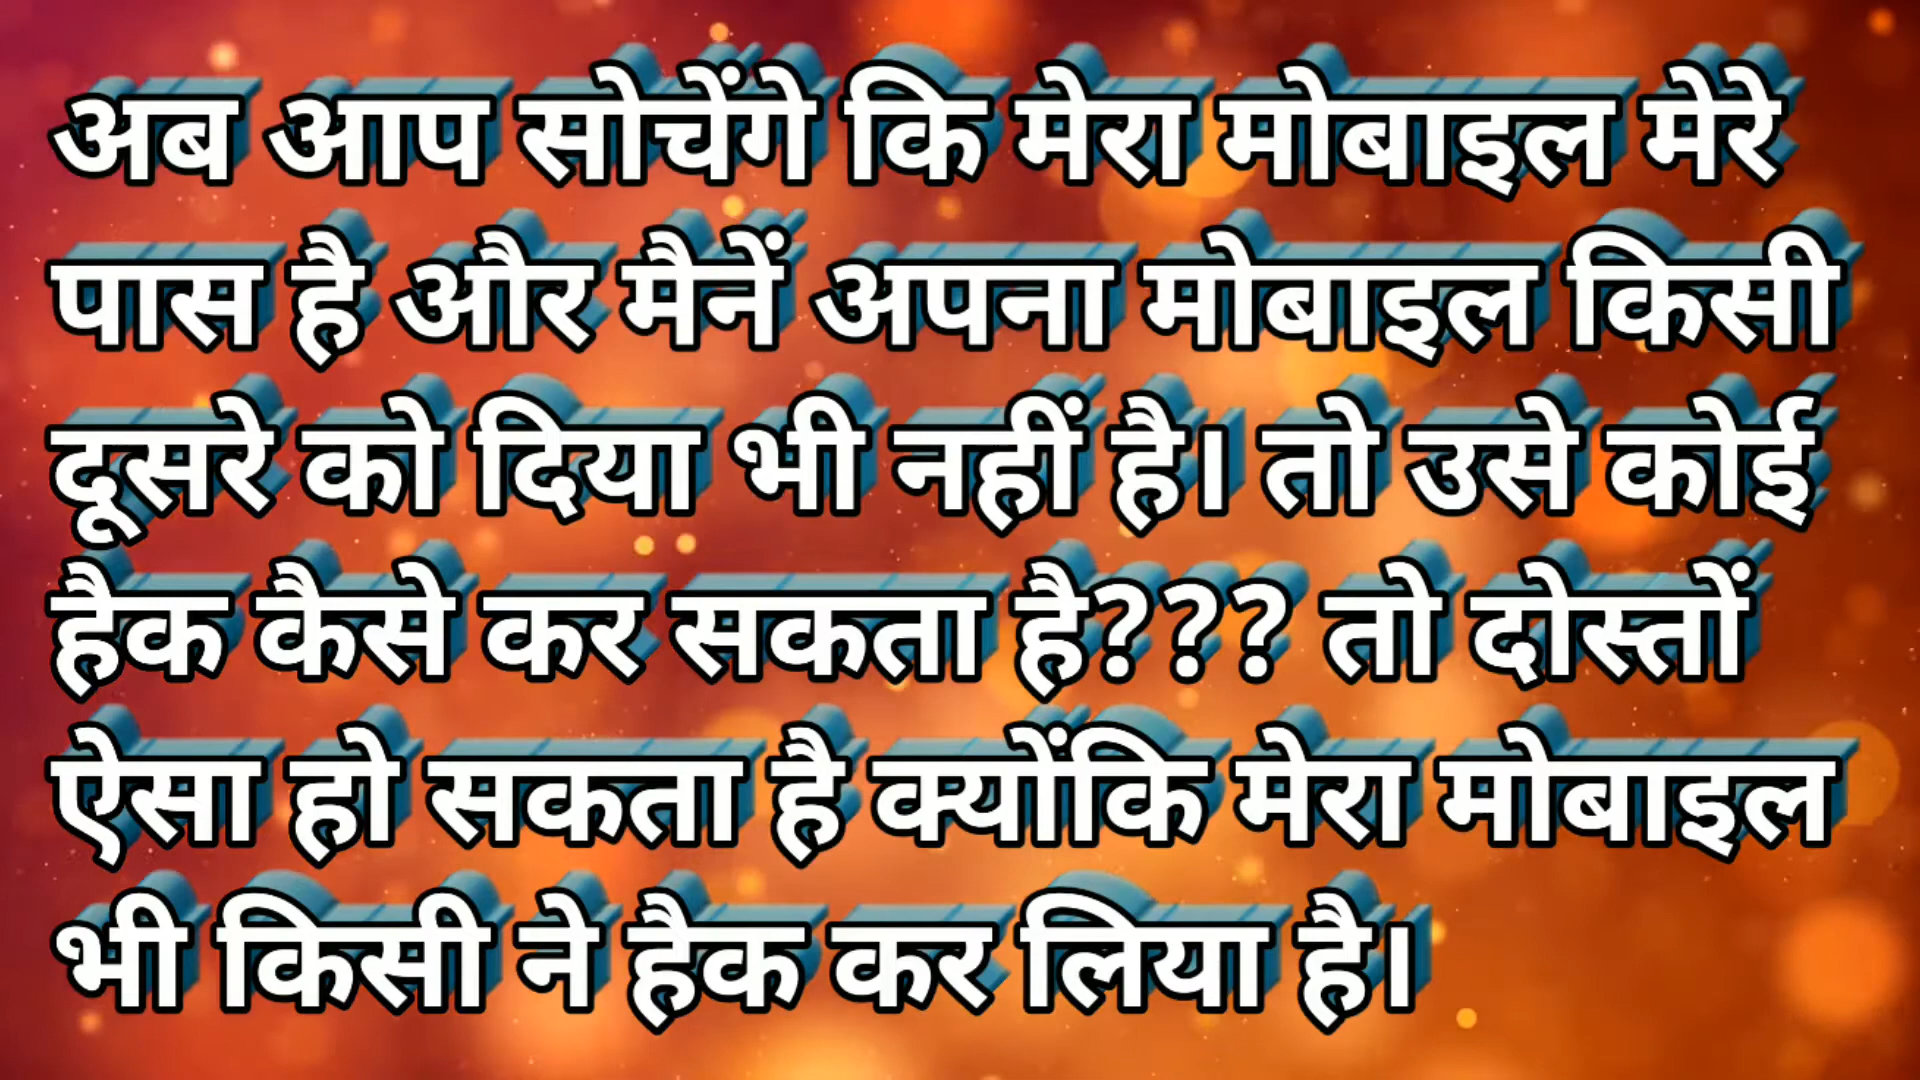 अब आप सोचेंगे कि मेरा मोबाइल मेरे
पास है और मैनें अपना मोबाइल किसी
दूसरे को दिया भी नहीं है। तो उसे कोई
हैक कैसे कर सकता है??? तो दोस्तों
ऐसा हो सकता है क्योंकि मेरा मोबाइल
भी किसी ने हैक कर लिया है।